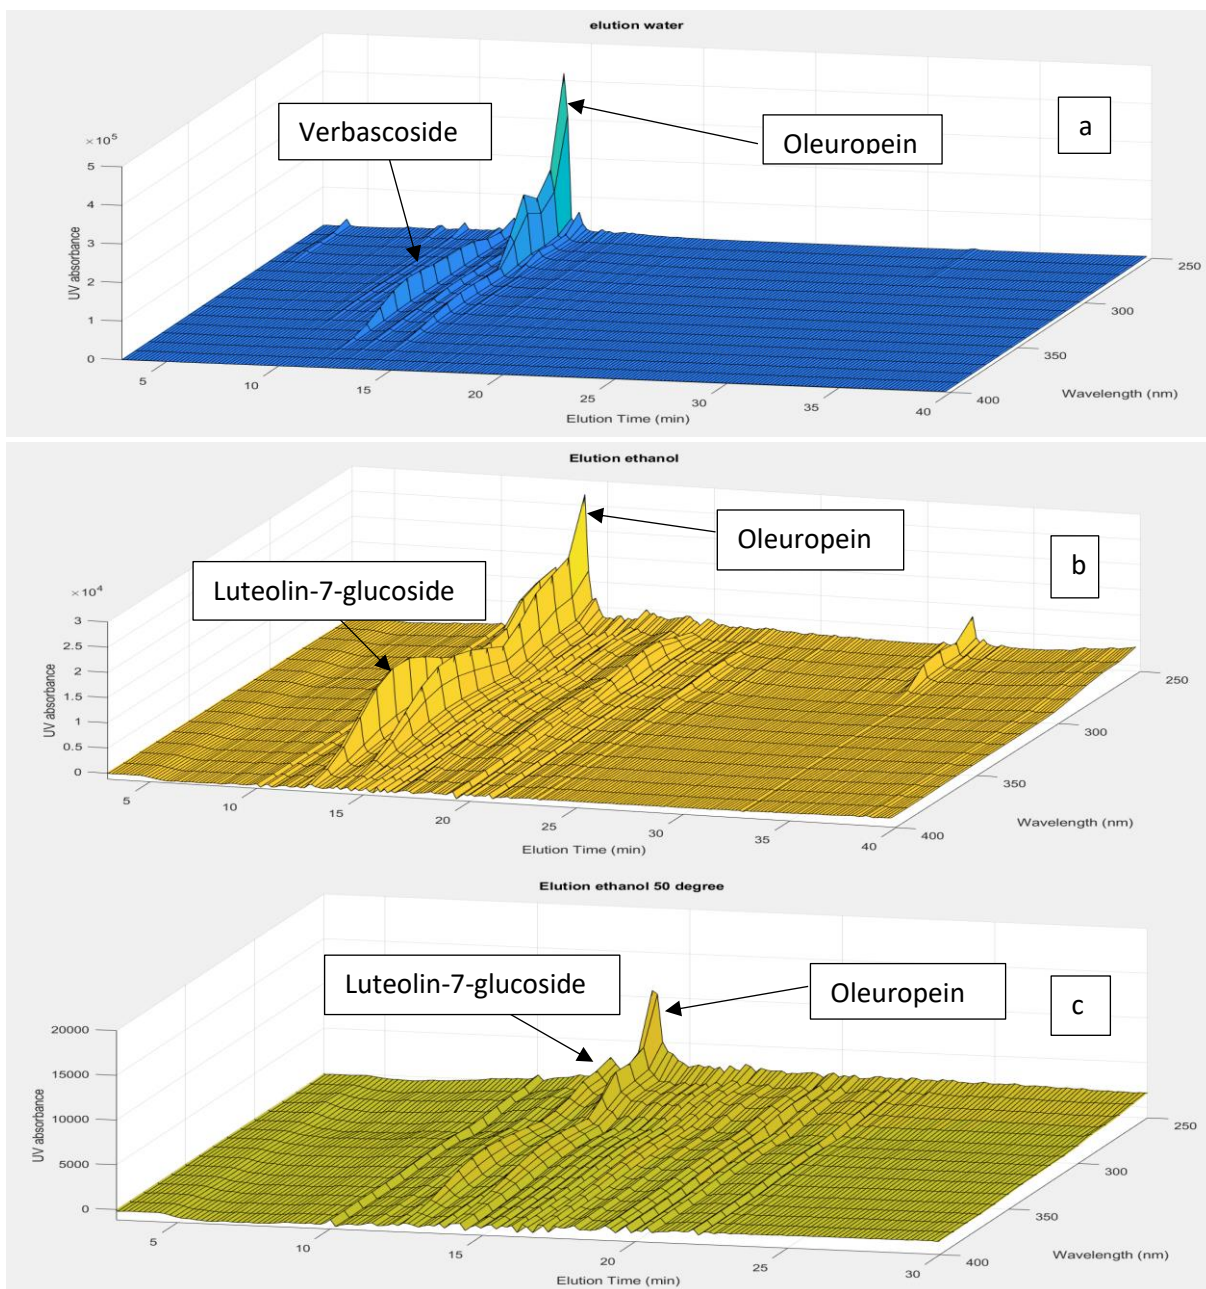 elution water
a
Verbascoside
Oleuropein
×10⁵
5
4
3
2
1
0
UV absorbance
5
10
15
20
25
30
35
40
Elution Time (min)
250
300
350
400
Wavelength (nm)
Elution ethanol
b
Oleuropein
Luteolin-7-glucoside
×10⁴
3
2.5
2
1.5
1
0.5
0
UV absorbance
5
10
15
20
25
30
35
40
Elution Time (min)
250
300
350
400
Wavelength (nm)
Elution ethanol 50 degree
c
Luteolin-7-glucoside
Oleuropein
20000
15000
10000
5000
0
UV absorbance
5
10
15
20
25
30
Elution Time (min)
250
300
350
400
Wavelength (nm)